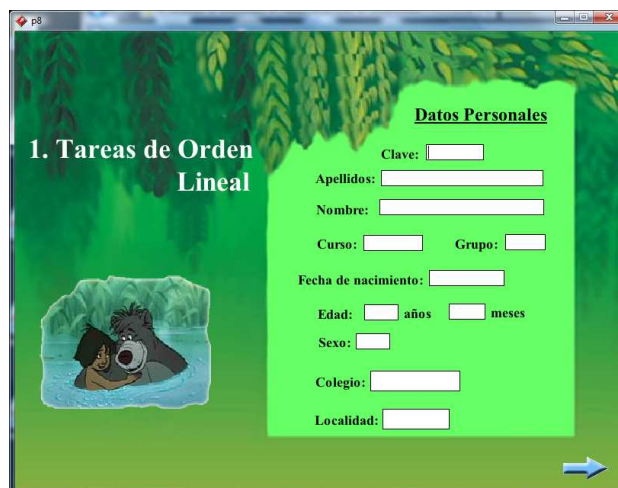 p8
1. Tareas de Orden
Lineal
Datos Personales
Clave:
Apellidos:
Nombre:
Curso: Grupo:
Fecha de nacimiento:
Edad: años meses
Sexo:
Colegio:
Localidad: